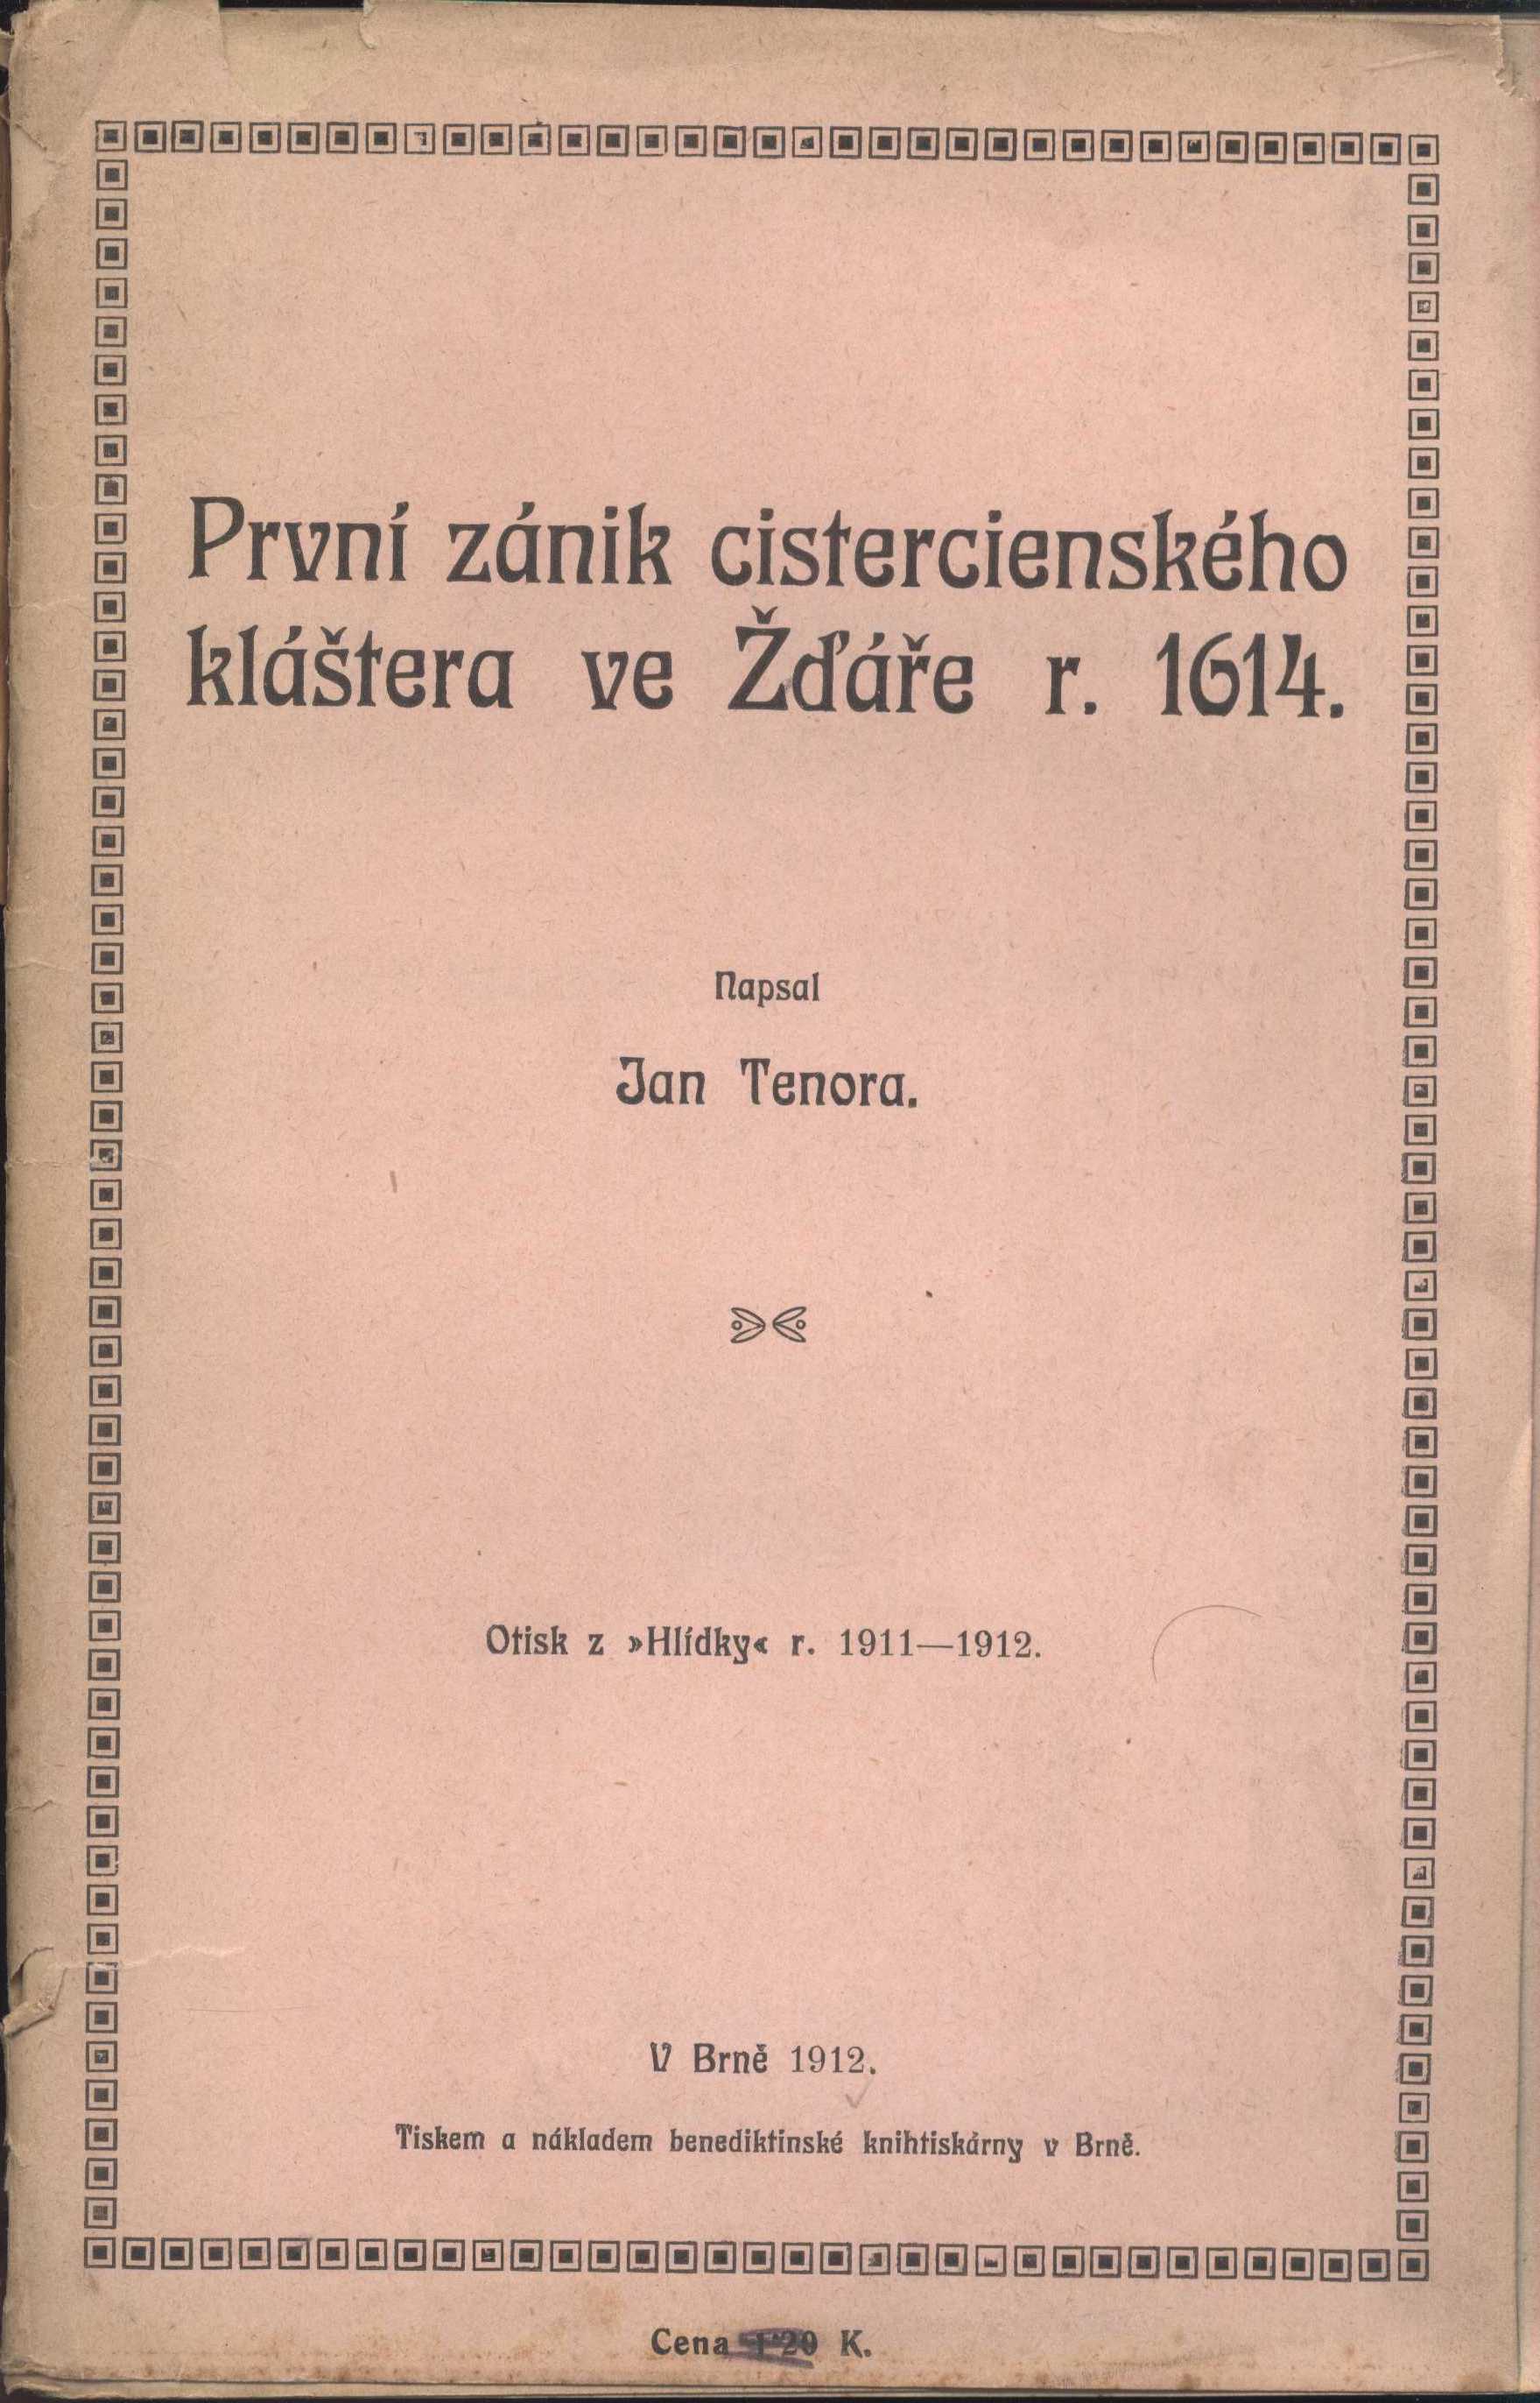 První zánik cistercienského
kláštera ve Žďáře r. 1614.
Napsal
Jan Tenora.
Otisk z »Hlídky« r. 1911—1912.
V Brně 1912.
Tiskem a nákladem benediktinské knihtiskárny v Brně.
Cena 1·20 K.